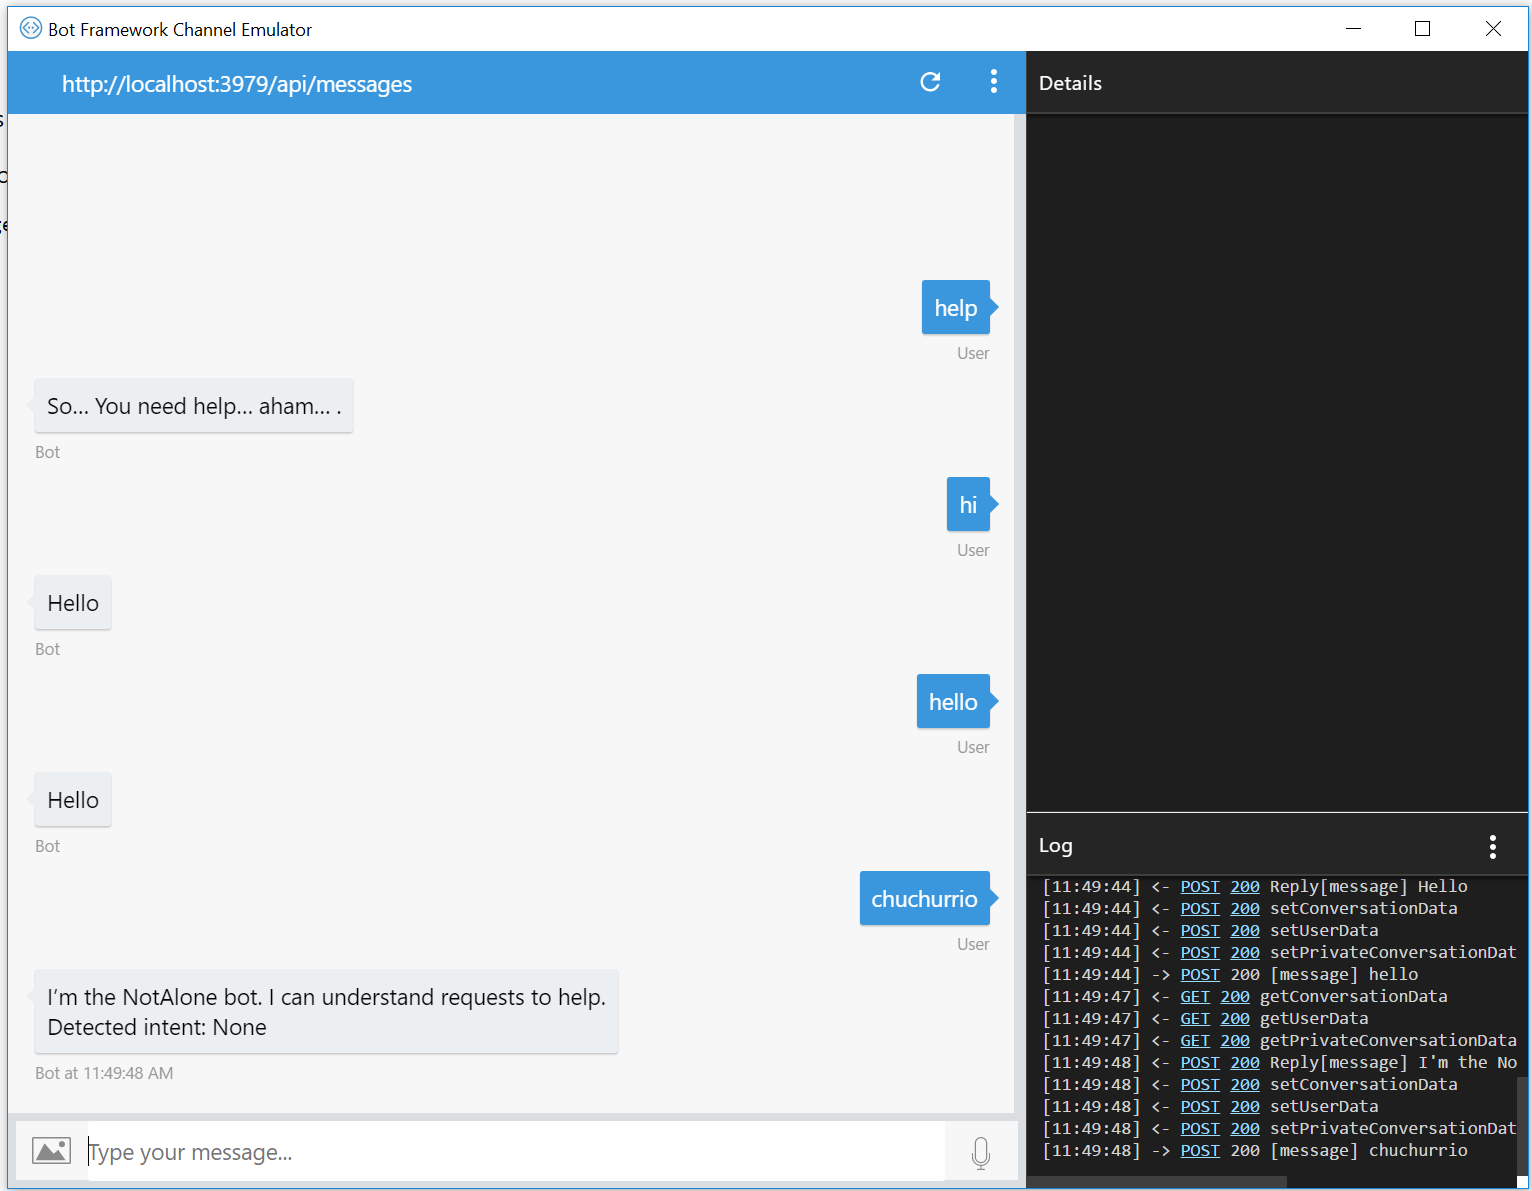 Bot Framework Channel Emulator
http://localhost:3979/api/messages
help
User
So... You need help... aham... .
Bot
hi
User
Hello
Bot
hello
User
Hello
Bot
chuchurrio
User
I'm the NotAlone bot. I can understand requests to help.
Detected intent: None
Bot at 11:49:48 AM
Type your message...
Details
Log
[11:49:44] <- POST 200 Reply[message] Hello
[11:49:44] <- POST 200 setConversationData
[11:49:44] <- POST 200 setUserData
[11:49:44] <- POST 200 setPrivateConversationDat
[11:49:44] -> POST 200 [message] hello
[11:49:47] <- GET 200 getConversationData
[11:49:47] <- GET 200 getUserData
[11:49:47] <- GET 200 getPrivateConversationData
[11:49:48] <- POST 200 Reply[message] I'm the No
[11:49:48] <- POST 200 setConversationData
[11:49:48] <- POST 200 setUserData
[11:49:48] <- POST 200 setPrivateConversationDat
[11:49:48] -> POST 200 [message] chuchurrio